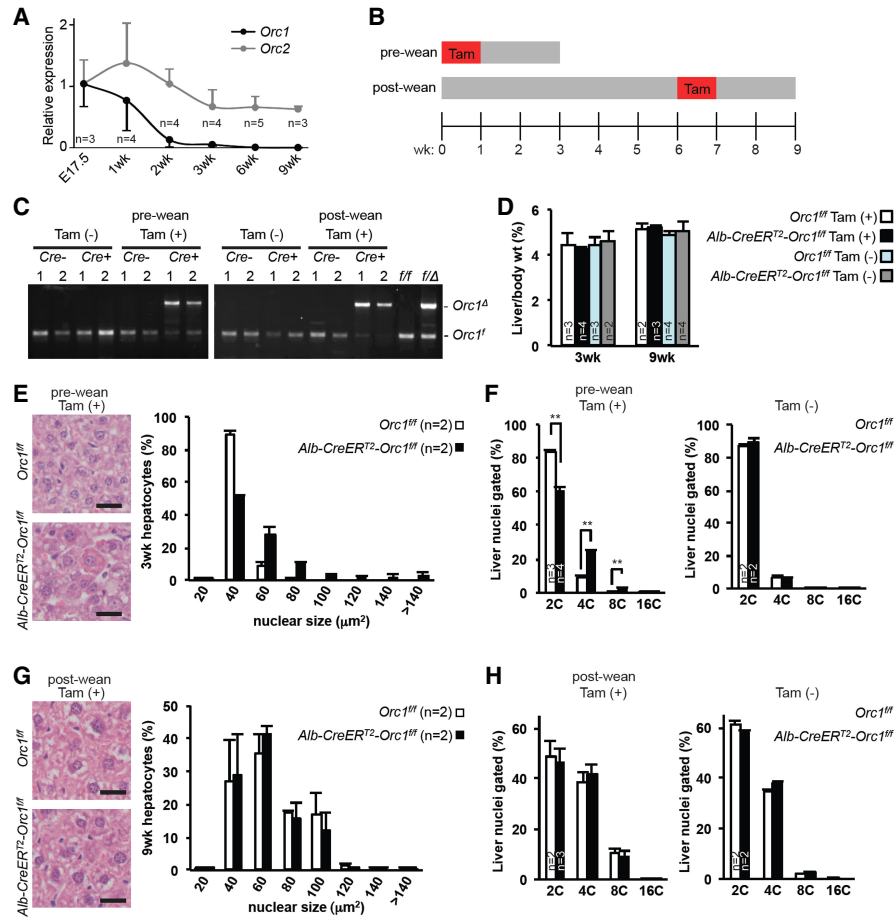 A
Relative expression
2
1
0
Orc1
Orc2
n=3
n=4
n=4
n=4
n=5
n=3
E17.5
1wk
2wk
3wk
6wk
9wk
B
pre-wean
Tam
post-wean
Tam
wk: 0 1 2 3 4 5 6 7 8 9
C
pre-wean
post-wean
Tam (-)
Tam (+)
Tam (-)
Tam (+)
Cre- Cre+ Cre- Cre+ Cre- Cre+ Cre- Cre+
1 2 1 2 1 2 1 2 1 2 1 2 1 2 1 2 f/f f/Δ
- Orc1Δ
- Orc1f
D
Liver/body wt (%)
6
4
2
0
n=3
n=4
n=3
n=2
n=2
n=3
n=4
n=4
3wk
9wk
Orc1f/f Tam (+)
Alb-CreERT2-Orc1f/f Tam (+)
Orc1f/f Tam (-)
Alb-CreERT2-Orc1f/f Tam (-)
E
pre-wean
Tam (+)
Orc1f/f
Alb-CreERT2-Orc1f/f
3wk hepatocytes (%)
100
80
60
40
20
0
Orc1f/f (n=2)
Alb-CreERT2-Orc1f/f (n=2)
20 40 60 80 100 120 140 >140
nuclear size (μm2)
F
pre-wean
Tam (+)
Liver nuclei gated (%)
100
80
60
40
20
0
**
**
**
n=3
n=4
2C 4C 8C 16C
Tam (-)
Orc1f/f
Alb-CreERT2-Orc1f/f
Liver nuclei gated (%)
100
80
60
40
20
0
n=2
n=2
2C 4C 8C 16C
G
post-wean
Tam (+)
Orc1f/f
Alb-CreERT2-Orc1f/f
9wk hepatocytes (%)
50
40
30
20
10
0
Orc1f/f (n=2)
Alb-CreERT2-Orc1f/f (n=2)
20 40 60 80 100 120 140 >140
nuclear size (μm2)
H
post-wean
Tam (+)
Liver nuclei gated (%)
60
40
20
0
n=2
n=3
2C 4C 8C 16C
Tam (-)
Orc1f/f
Alb-CreERT2-Orc1f/f
Liver nuclei gated (%)
60
40
20
0
n=2
n=2
2C 4C 8C 16C